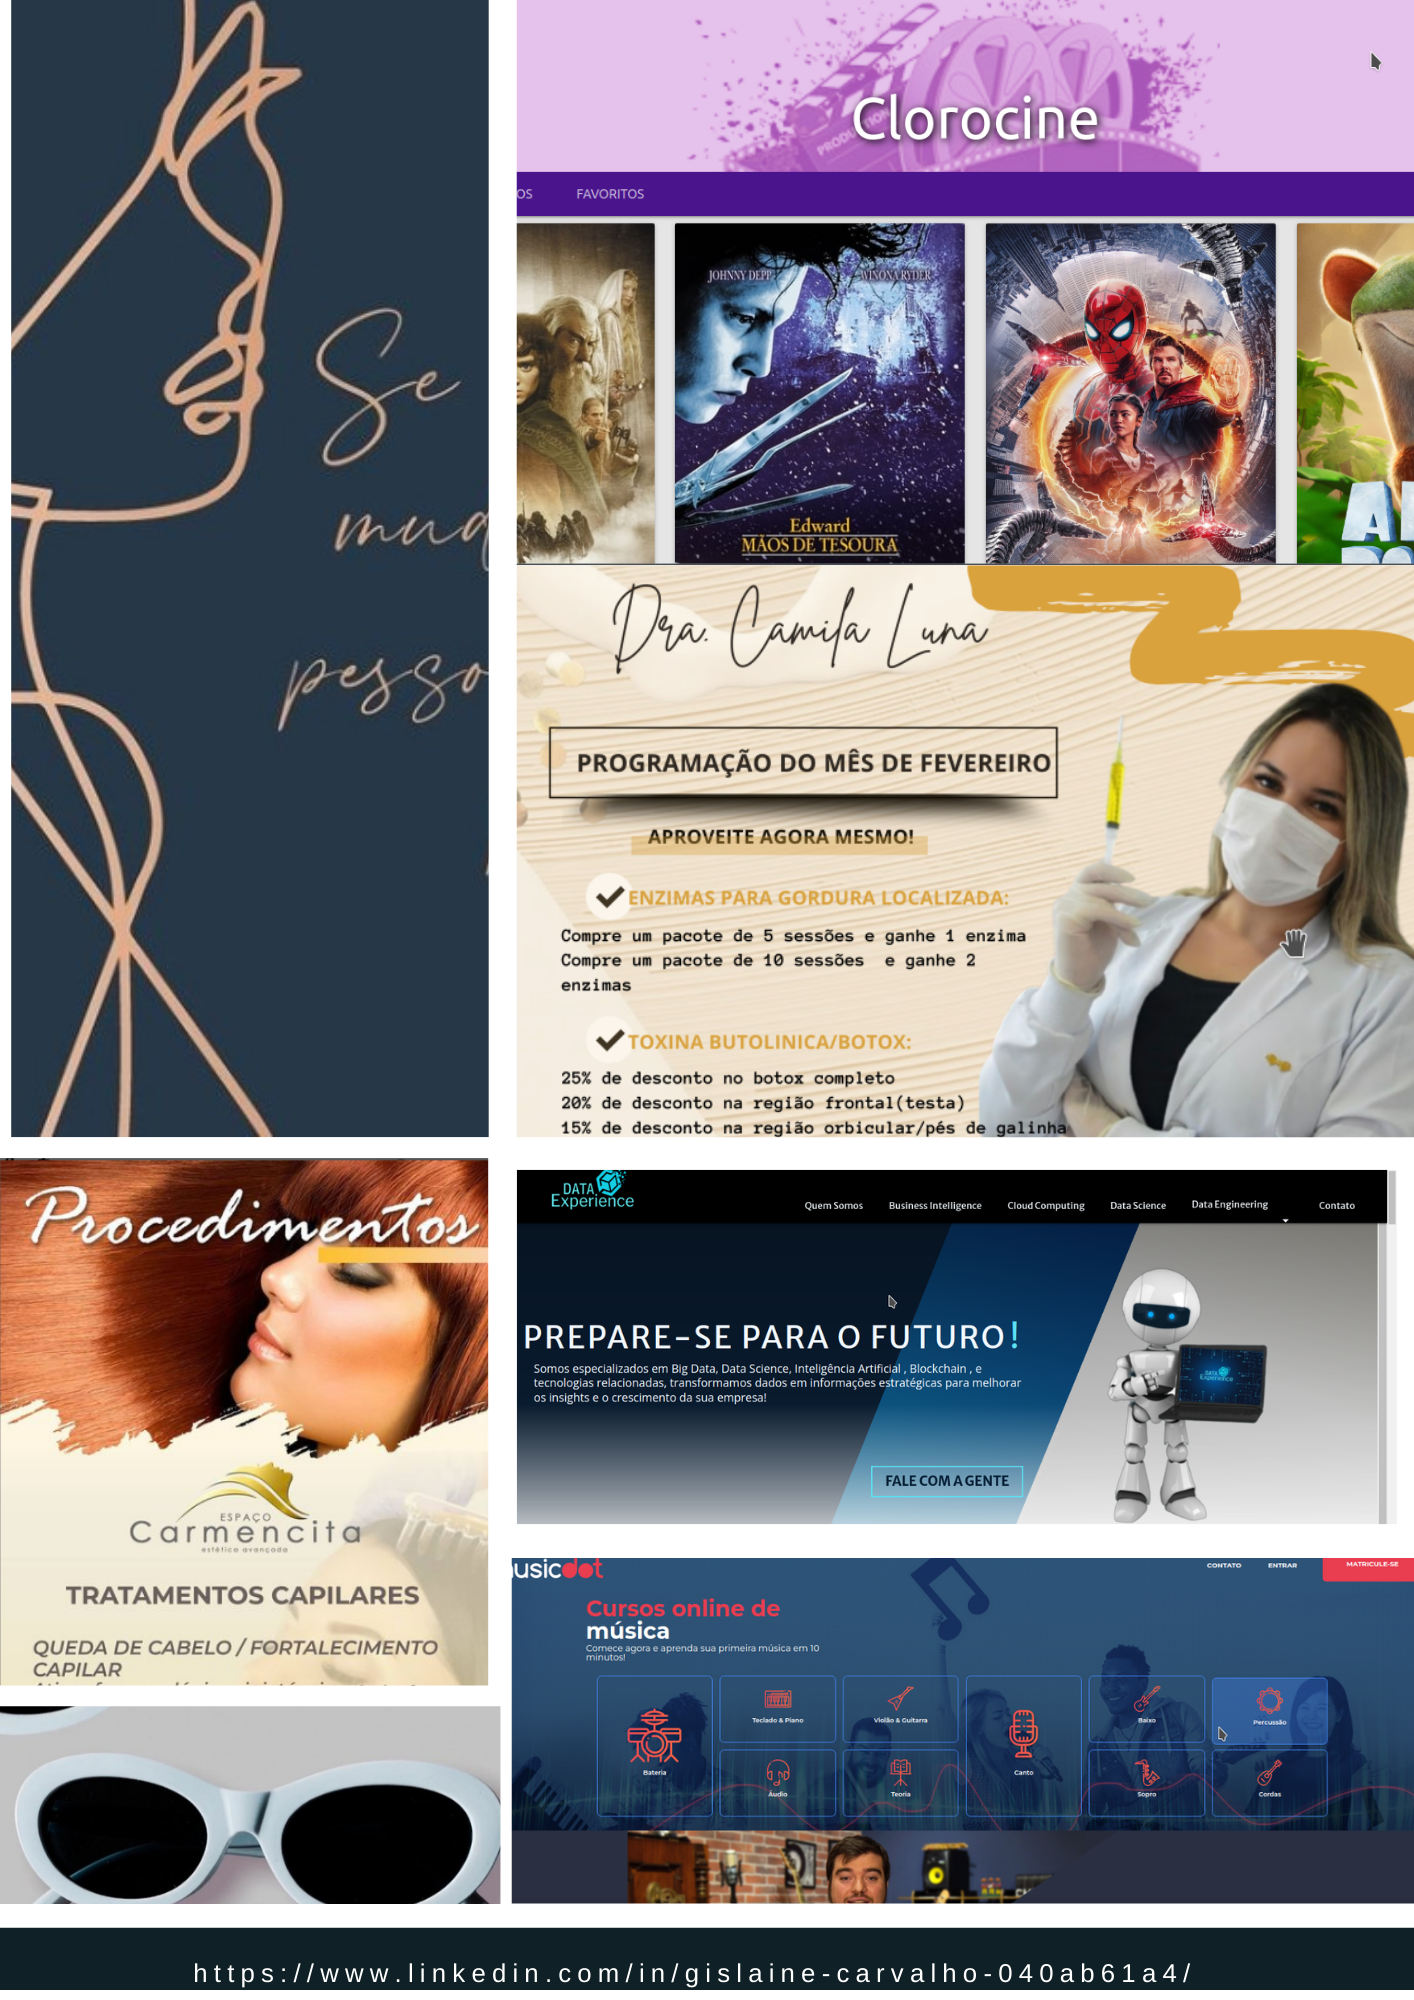 Se
pesso
Clorocine
PRODUCTION
OS FAVORITOS
JOHNNY DEPP WINONA RYDER
Edward
MÃOS DE TESOURA
Dra. Camila Luna
PROGRAMAÇÃO DO MÊS DE FEVEREIRO
APROVEITE AGORA MESMO!
ENZIMAS PARA GORDURA LOCALIZADA:
Compre um pacote de 5 sessões e ganhe 1 enzima
Compre um pacote de 10 sessões e ganhe 2
enzimas
TOXINA BUTOLINICA/BOTOX:
25% de desconto no botox completo
20% de desconto na região frontal(testa)
15% de desconto na região orbicular/pés de galinha
Procedimentos
ESPAÇO
Carmencita
estética avançada
TRATAMENTOS CAPILARES
QUEDA DE CABELO / FORTALECIMENTO
CAPILAR
DATA
Experience
Quem Somos Business Intelligence Cloud Computing Data Science Data Engineering Contato
PREPARE-SE PARA O FUTURO!
Somos especializados em Big Data, Data Science, Inteligência Artificial , Blockchain , e
tecnologias relacionadas, transformamos dados em informações estratégicas para melhorar
os insights e o crescimento da sua empresa!
DATA
Experience
FALE COM A GENTE
usicdot
CONTATO ENTRAR MATRICULE-SE
Cursos online de
música
Comece agora e aprenda sua primeira música em 10
minutos!
Bateria
Teclado & Piano
Violão & Guitarra
Canto
Baixo
Percussão
Áudio
Teoria
Sopro
Cordas
https://www.linkedin.com/in/gislaine-carvalho-040ab61a4/